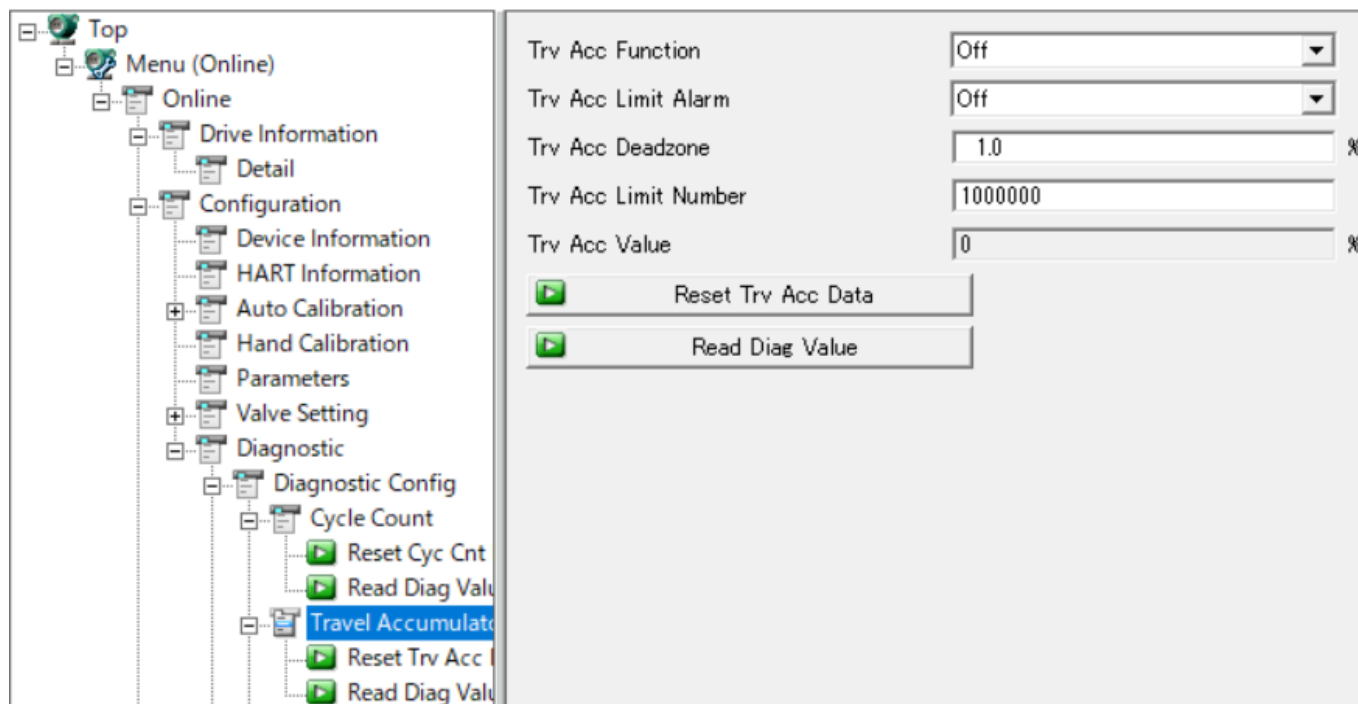 Top
Menu (Online)
Online
Drive Information
Detail
Configuration
Device Information
HART Information
Auto Calibration
Hand Calibration
Parameters
Valve Setting
Diagnostic
Diagnostic Config
Cycle Count
Reset Cyc Cnt
Read Diag Valu
Travel Accumulato
Reset Trv Acc
Read Diag Valu
Trv Acc Function Off
Trv Acc Limit Alarm Off
Trv Acc Deadzone 1.0 %
Trv Acc Limit Number 1000000
Trv Acc Value 0 %
Reset Trv Acc Data
Read Diag Value